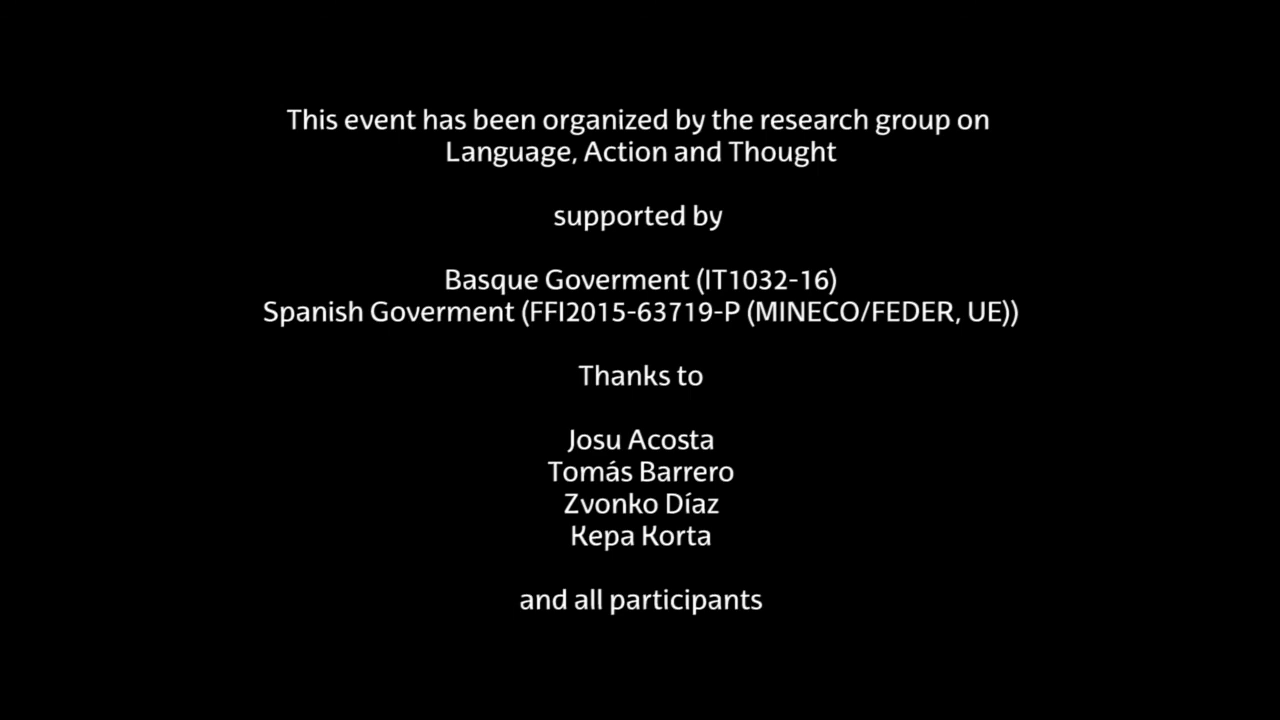 This event has been organized by the research group on
Language, Action and Thought
supported by
Basque Goverment (IT1032-16)
Spanish Goverment (FFI2015-63719-P (MINECO/FEDER, UE))
Thanks to
Josu Acosta
Tomás Barrero
Zvonko Díaz
Kepa Korta
and all participants